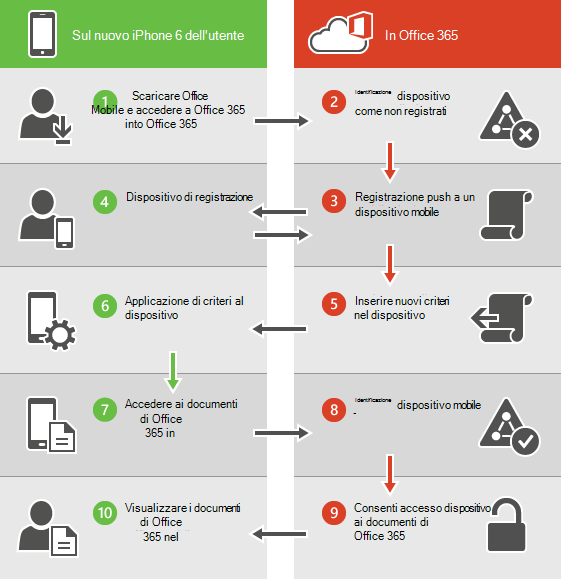 Sul nuovo iPhone 6 dell'utente
In Office 365
1
Scaricare Office
Mobile e accedere a Office 365
into Office 365
2
Identificazione dispositivo
come non registrati
4
Dispositivo di registrazione
3
Registrazione push a un
dispositivo mobile
6
Applicazione di criteri al
dispositivo
5
Inserire nuovi criteri
nel dispositivo
7
Accedere ai documenti
di Office
365 in
8
Identificazione dispositivo mobile
-
10
Visualizzare i documenti
di Office
365 nel
9
Consenti accesso dispositivo
ai documenti di
Office 365